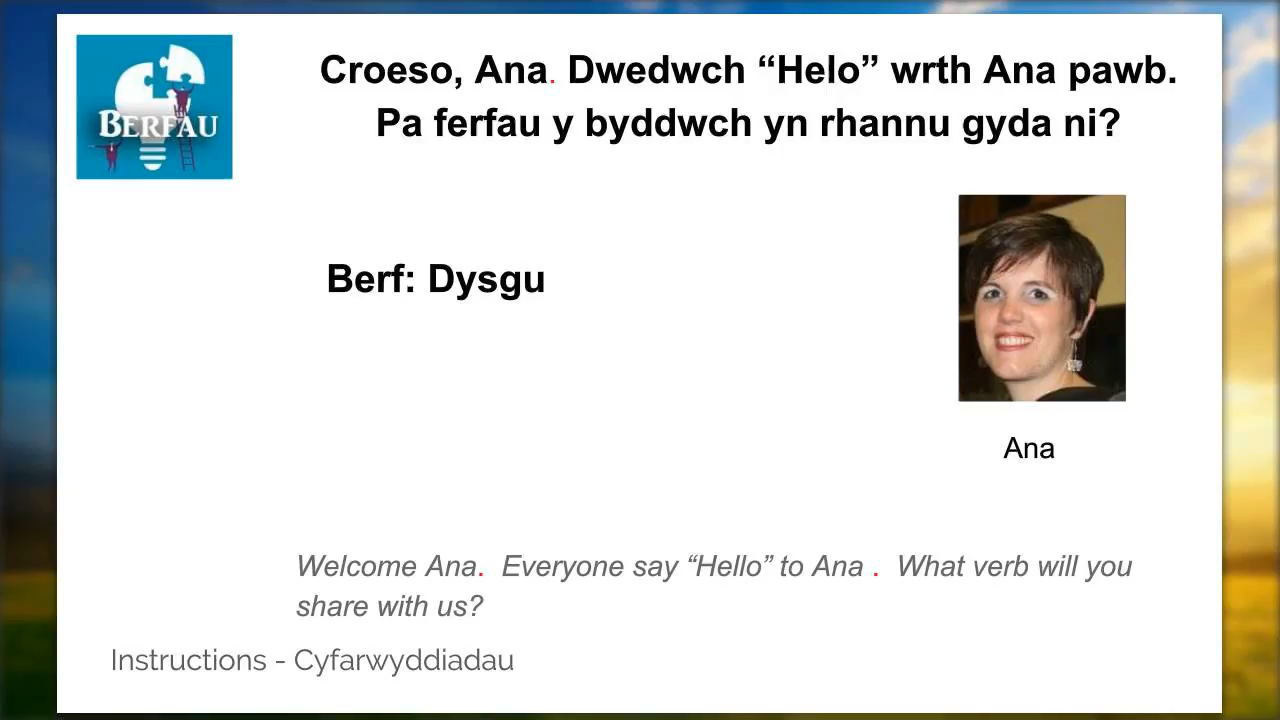 BERFAU
Croeso, Ana. Dwedwch “Helo” wrth Ana pawb.
Pa ferfau y byddwch yn rhannu gyda ni?
Berf: Dysgu
Ana
Welcome Ana.  Everyone say “Hello” to Ana .  What verb will you
share with us?
Instructions - Cyfarwyddiadau